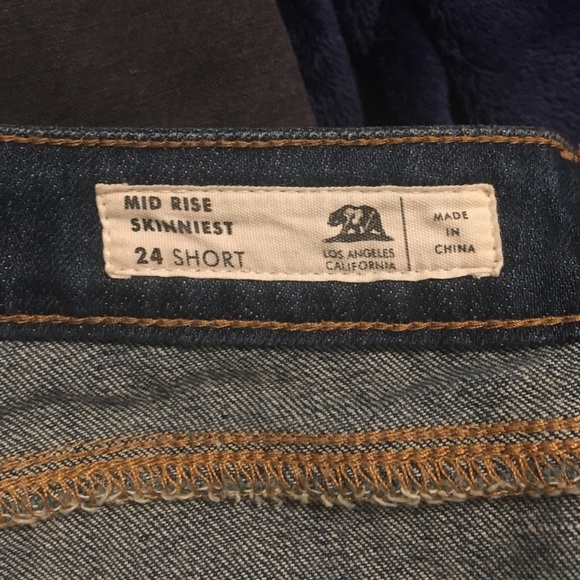 MID RISE
SKINNIEST
24 SHORT
LOS ANGELES
CALIFORNIA
MADE
IN
CHINA